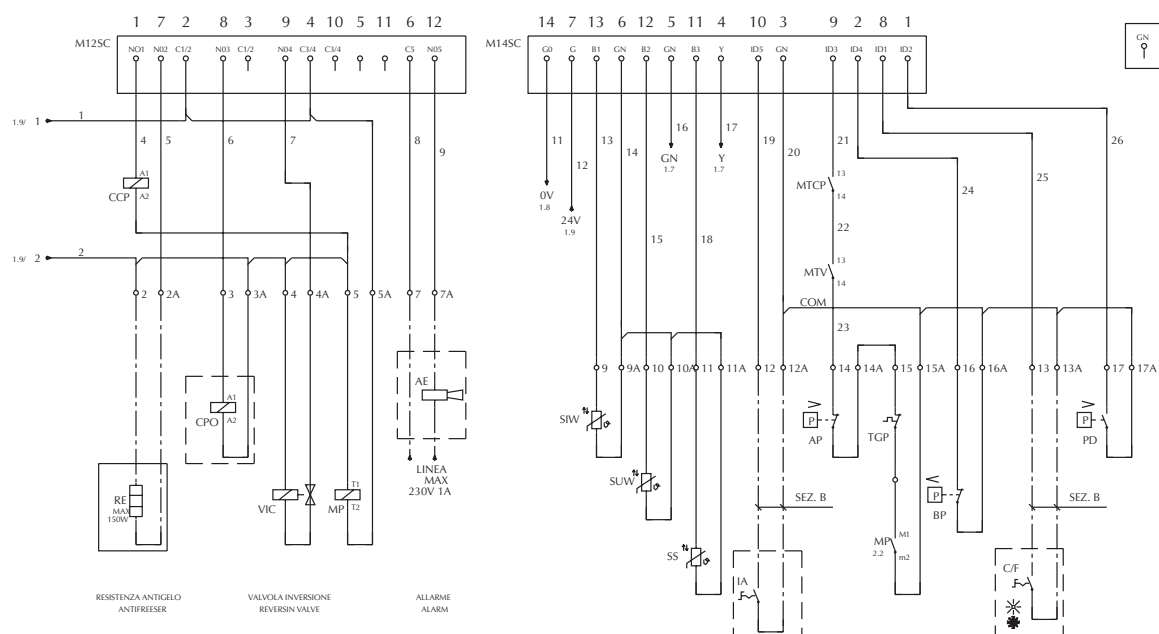 1 7 2 8 3 9 4 10 5 11 6 12
M12SC
NO1 N02 C1/2 N03 C1/2 N04 C3/4 C3/4 C5 N05
14 7 13 6 12 5 11 4 10 3 9 2 8 1
M14SC
G0 G B1 GN B2 GN B3 Y ID5 GN ID3 ID4 ID1 ID2
GN
1.9/ 1 1
4 5 6 7 8 9
11 12 13 14 16 17 19 20 21 26
GN
1.7
Y
1.7
0V
1.8
24V
1.9
CCP A1
A2
MTCP 13
14
24 25
15 18 22
1.9/ 2 2
MTV 13
14
COM
23
2 2A 3 3A 4 4A 5 5A 7 7A
9 9A 10 10A 11 11A 12 12A 14 14A 15 15A 16 16A 13 13A 17 17A
AE
CPO A1
A2
LINEA
MAX
230V 1A
RE
MAX
150W
VIC
MP T1
T2
SIW
SUW
SS
P
AP
TGP
P
BP
P
PD
SEZ. B
SEZ. B
MP M1
2.2 m2
IA
C/F
RESISTENZA ANTIGELO
ANTIFREESER
VALVOLA INVERSIONE
REVERSIN VALVE
ALLARME
ALARM